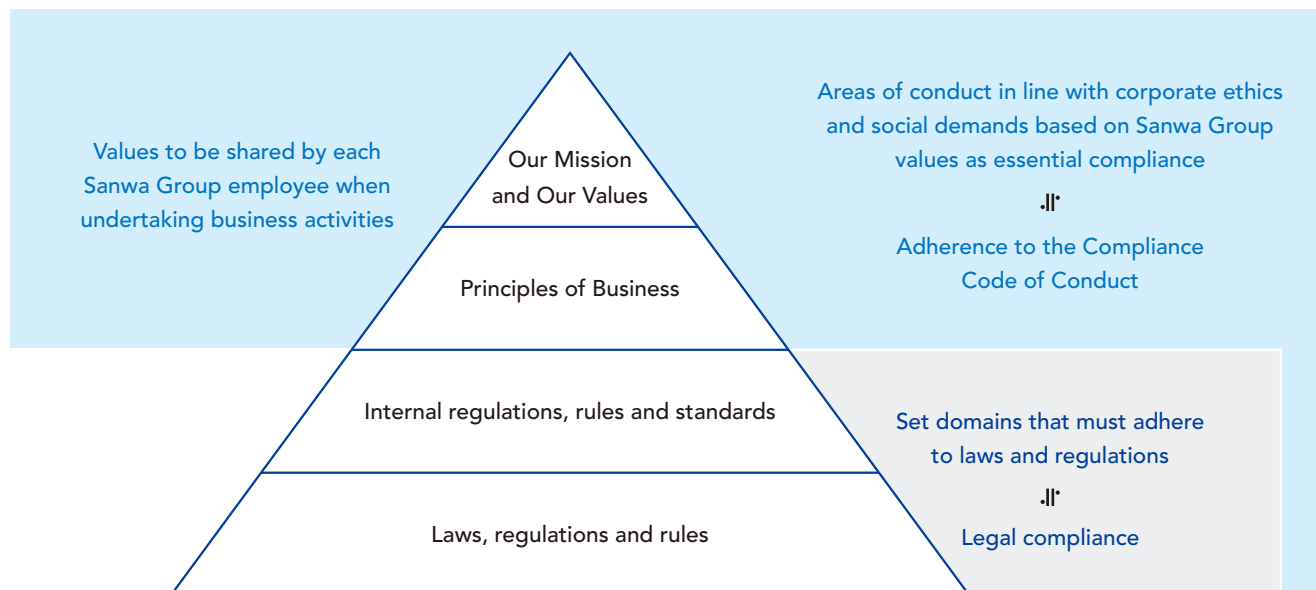 Values to be shared by each
Sanwa Group employee when
undertaking business activities
Our Mission
and Our Values
Principles of Business
Internal regulations, rules and standards
Laws, regulations and rules
Areas of conduct in line with corporate ethics
and social demands based on Sanwa Group
values as essential compliance
Adherence to the Compliance
Code of Conduct
Set domains that must adhere
to laws and regulations
Legal compliance